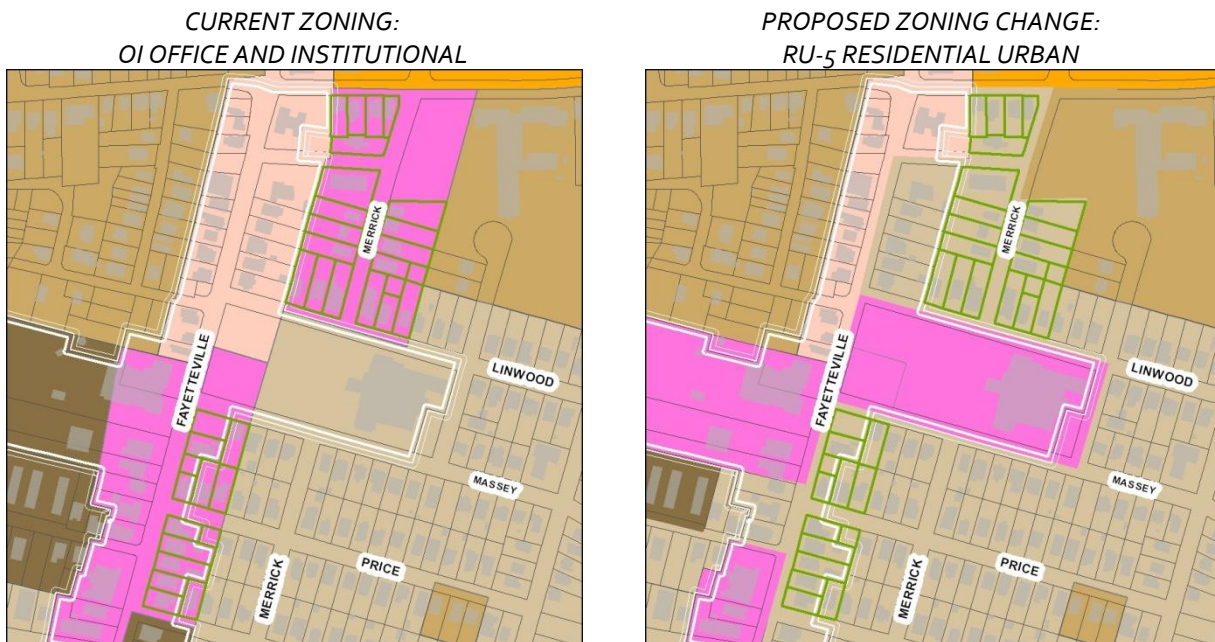 CURRENT ZONING:
OI OFFICE AND INSTITUTIONAL
MERRICK
FAYETTEVILLE
LINWOOD
MASSEY
PRICE
MERRICK
PROPOSED ZONING CHANGE:
RU-5 RESIDENTIAL URBAN
MERRICK
FAYETTEVILLE
LINWOOD
MASSEY
PRICE
MERRICK